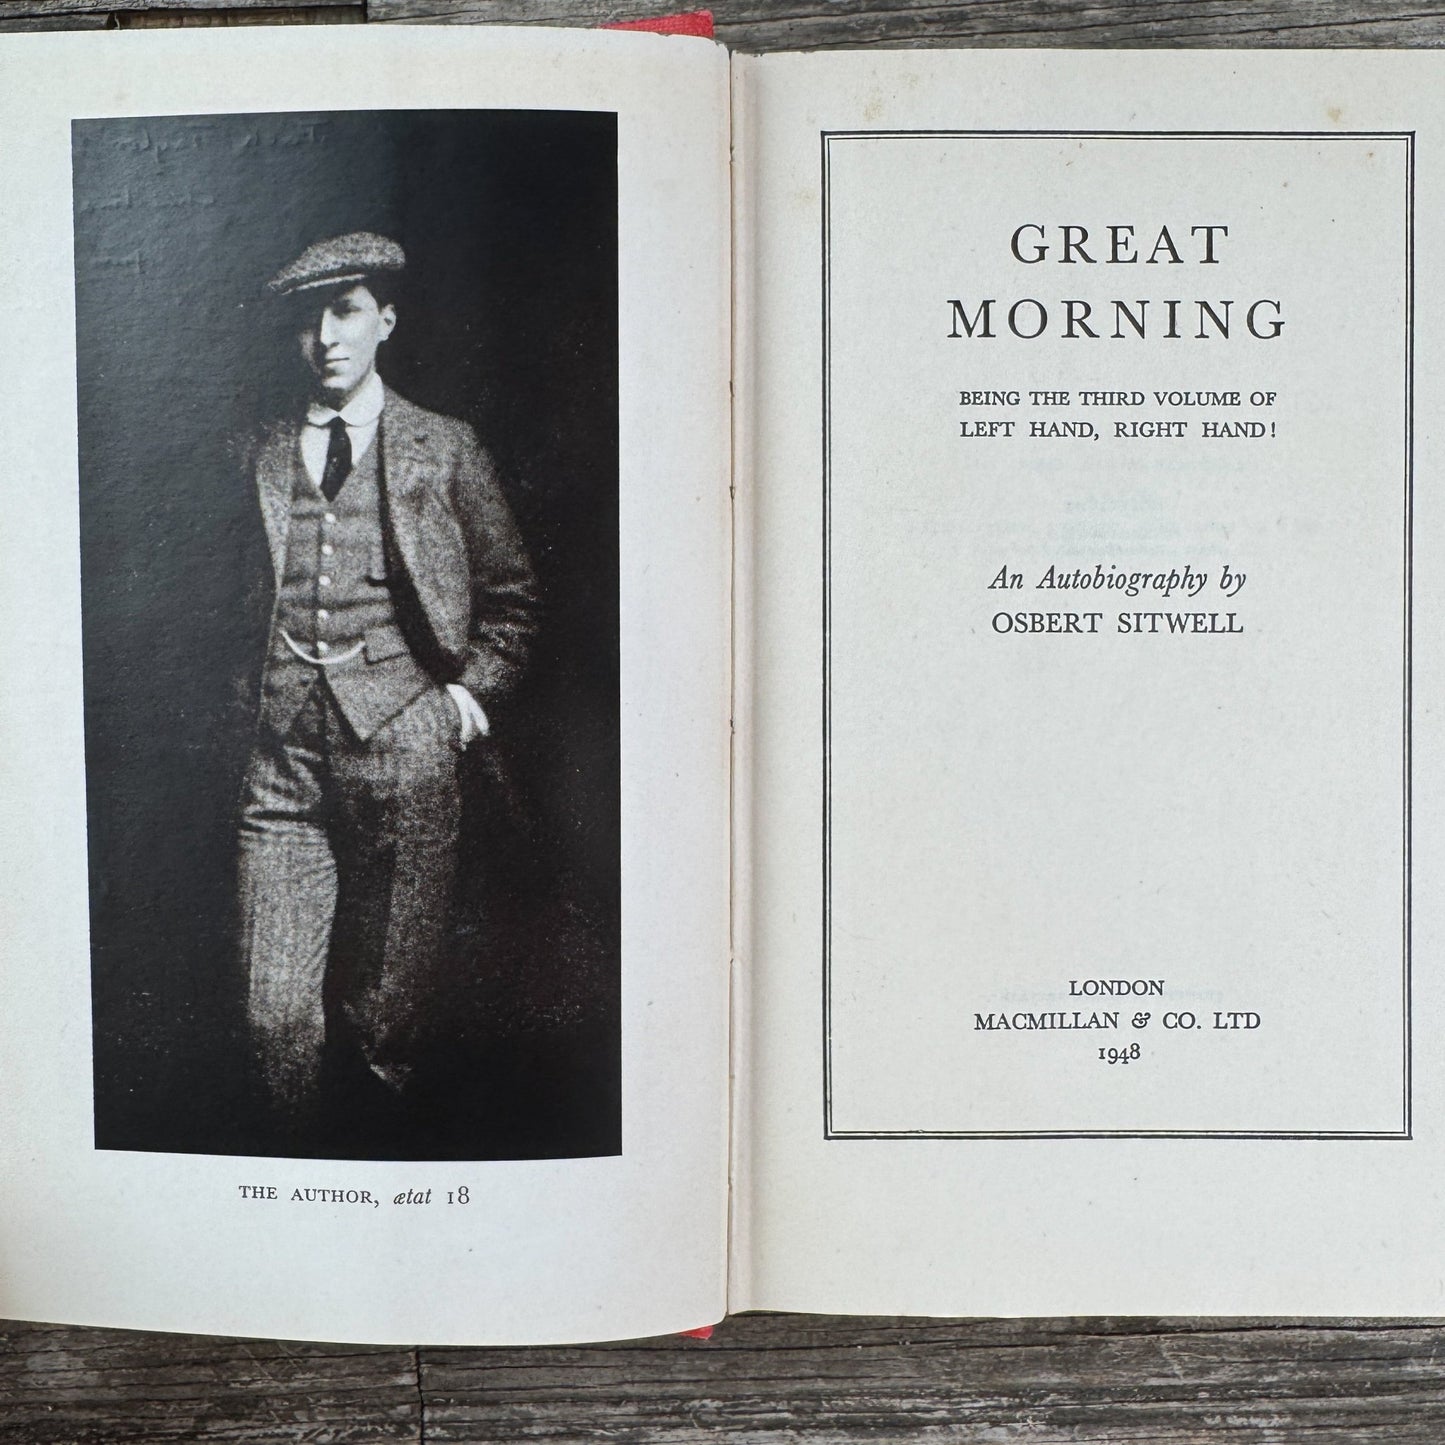 THE AUTHOR, ætat 18
GREAT
MORNING
BEING THE THIRD VOLUME OF
LEFT HAND, RIGHT HAND!
An Autobiography by
OSBERT SITWELL
LONDON
MACMILLAN & CO. LTD
1948